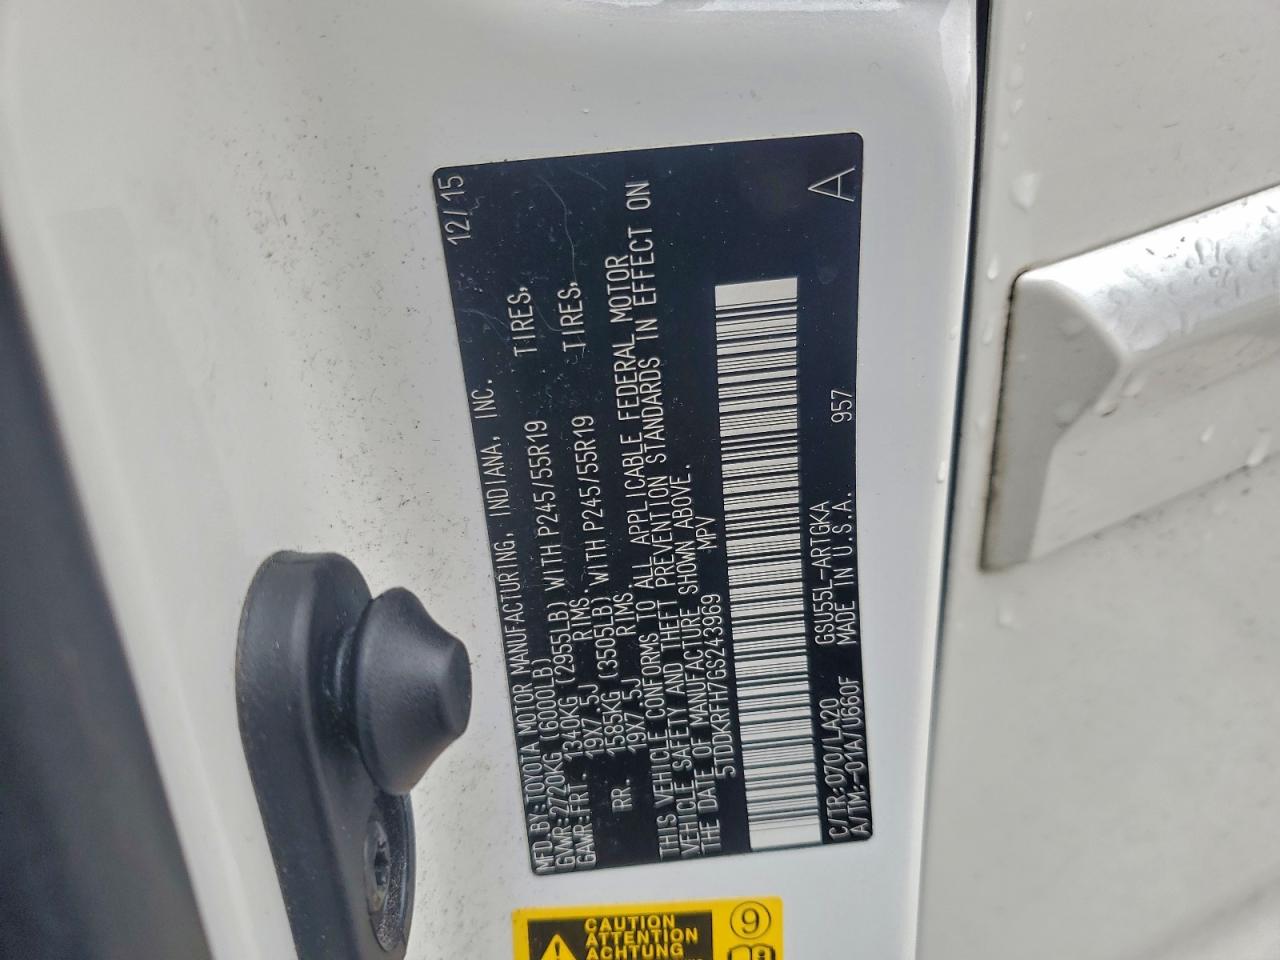 MFD.BY:TOYOTA MOTOR MANUFACTURING, INDIANA, INC. 12/15
GVWR:2720KG (6000LB)
GAWR:FRT. 1340KG (2955LB) WITH P245/55R19 TIRES,
19X7.5J RIMS.
RR. 1585KG (3505LB) WITH P245/55R19 TIRES,
19X7.5J RIMS.
THIS VEHICLE CONFORMS TO ALL APPLICABLE FEDERAL MOTOR
VEHICLE SAFETY AND THEFT PREVENTION STANDARDS IN EFFECT ON
THE DATE OF MANUFACTURE SHOWN ABOVE.
5TDDKRFH7GS243969 MPV
C/TR:070/LA20 GSU55L-ARTGKA 957 A
A/TM:-01A/U660F MADE IN U.S.A.
CAUTION
ATTENTION
ACHTUNG
9